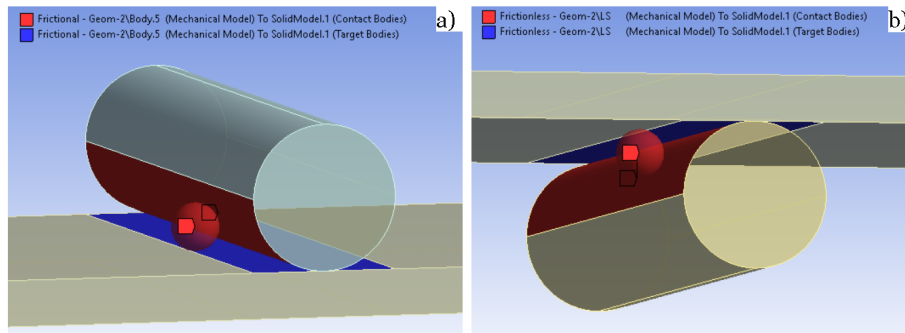 Frictional - Geom-2\Body.5 (Mechanical Model) To SolidModel.1 (Contact Bodies)
Frictional - Geom-2\Body.5 (Mechanical Model) To SolidModel.1 (Target Bodies)
a)
Frictionless - Geom-2\LS (Mechanical Model) To SolidModel.1 (Contact Bodies)
Frictionless - Geom-2\LS (Mechanical Model) To SolidModel.1 (Target Bodies)
b)